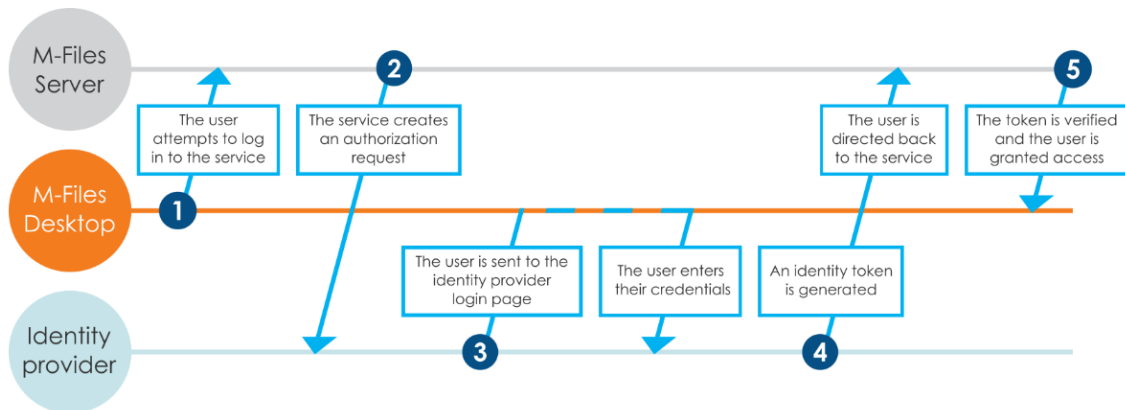 M-Files
Server
2
5
The user
attempts to log
in to the service
The service creates
an authorization
request
The user is
directed back
to the service
The token is verified
and the user is
granted access
M-Files
Desktop
1
The user is sent to the
identity provider
login page
The user enters
their credentials
An identity token
is generated
Identity
provider
3
4